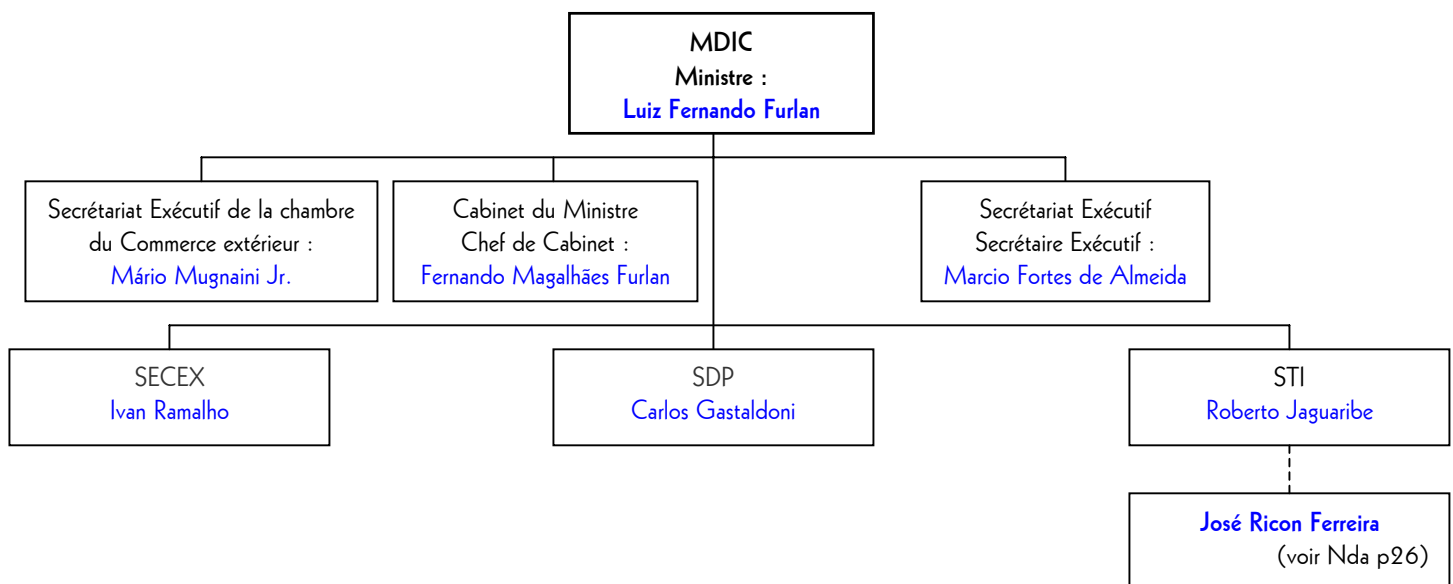 MDIC
Ministre :
Luiz Fernando Furlan
Secrétariat Exécutif de la chambre
du Commerce extérieur :
Mário Mugnaini Jr.
Cabinet du Ministre
Chef de Cabinet :
Fernando Magalhães Furlan
Secrétariat Exécutif
Secrétaire Exécutif :
Marcio Fortes de Almeida
SECEX
Ivan Ramalho
SDP
Carlos Gastaldoni
STI
Roberto Jaguaribe
José Ricon Ferreira
(voir Nda p26)